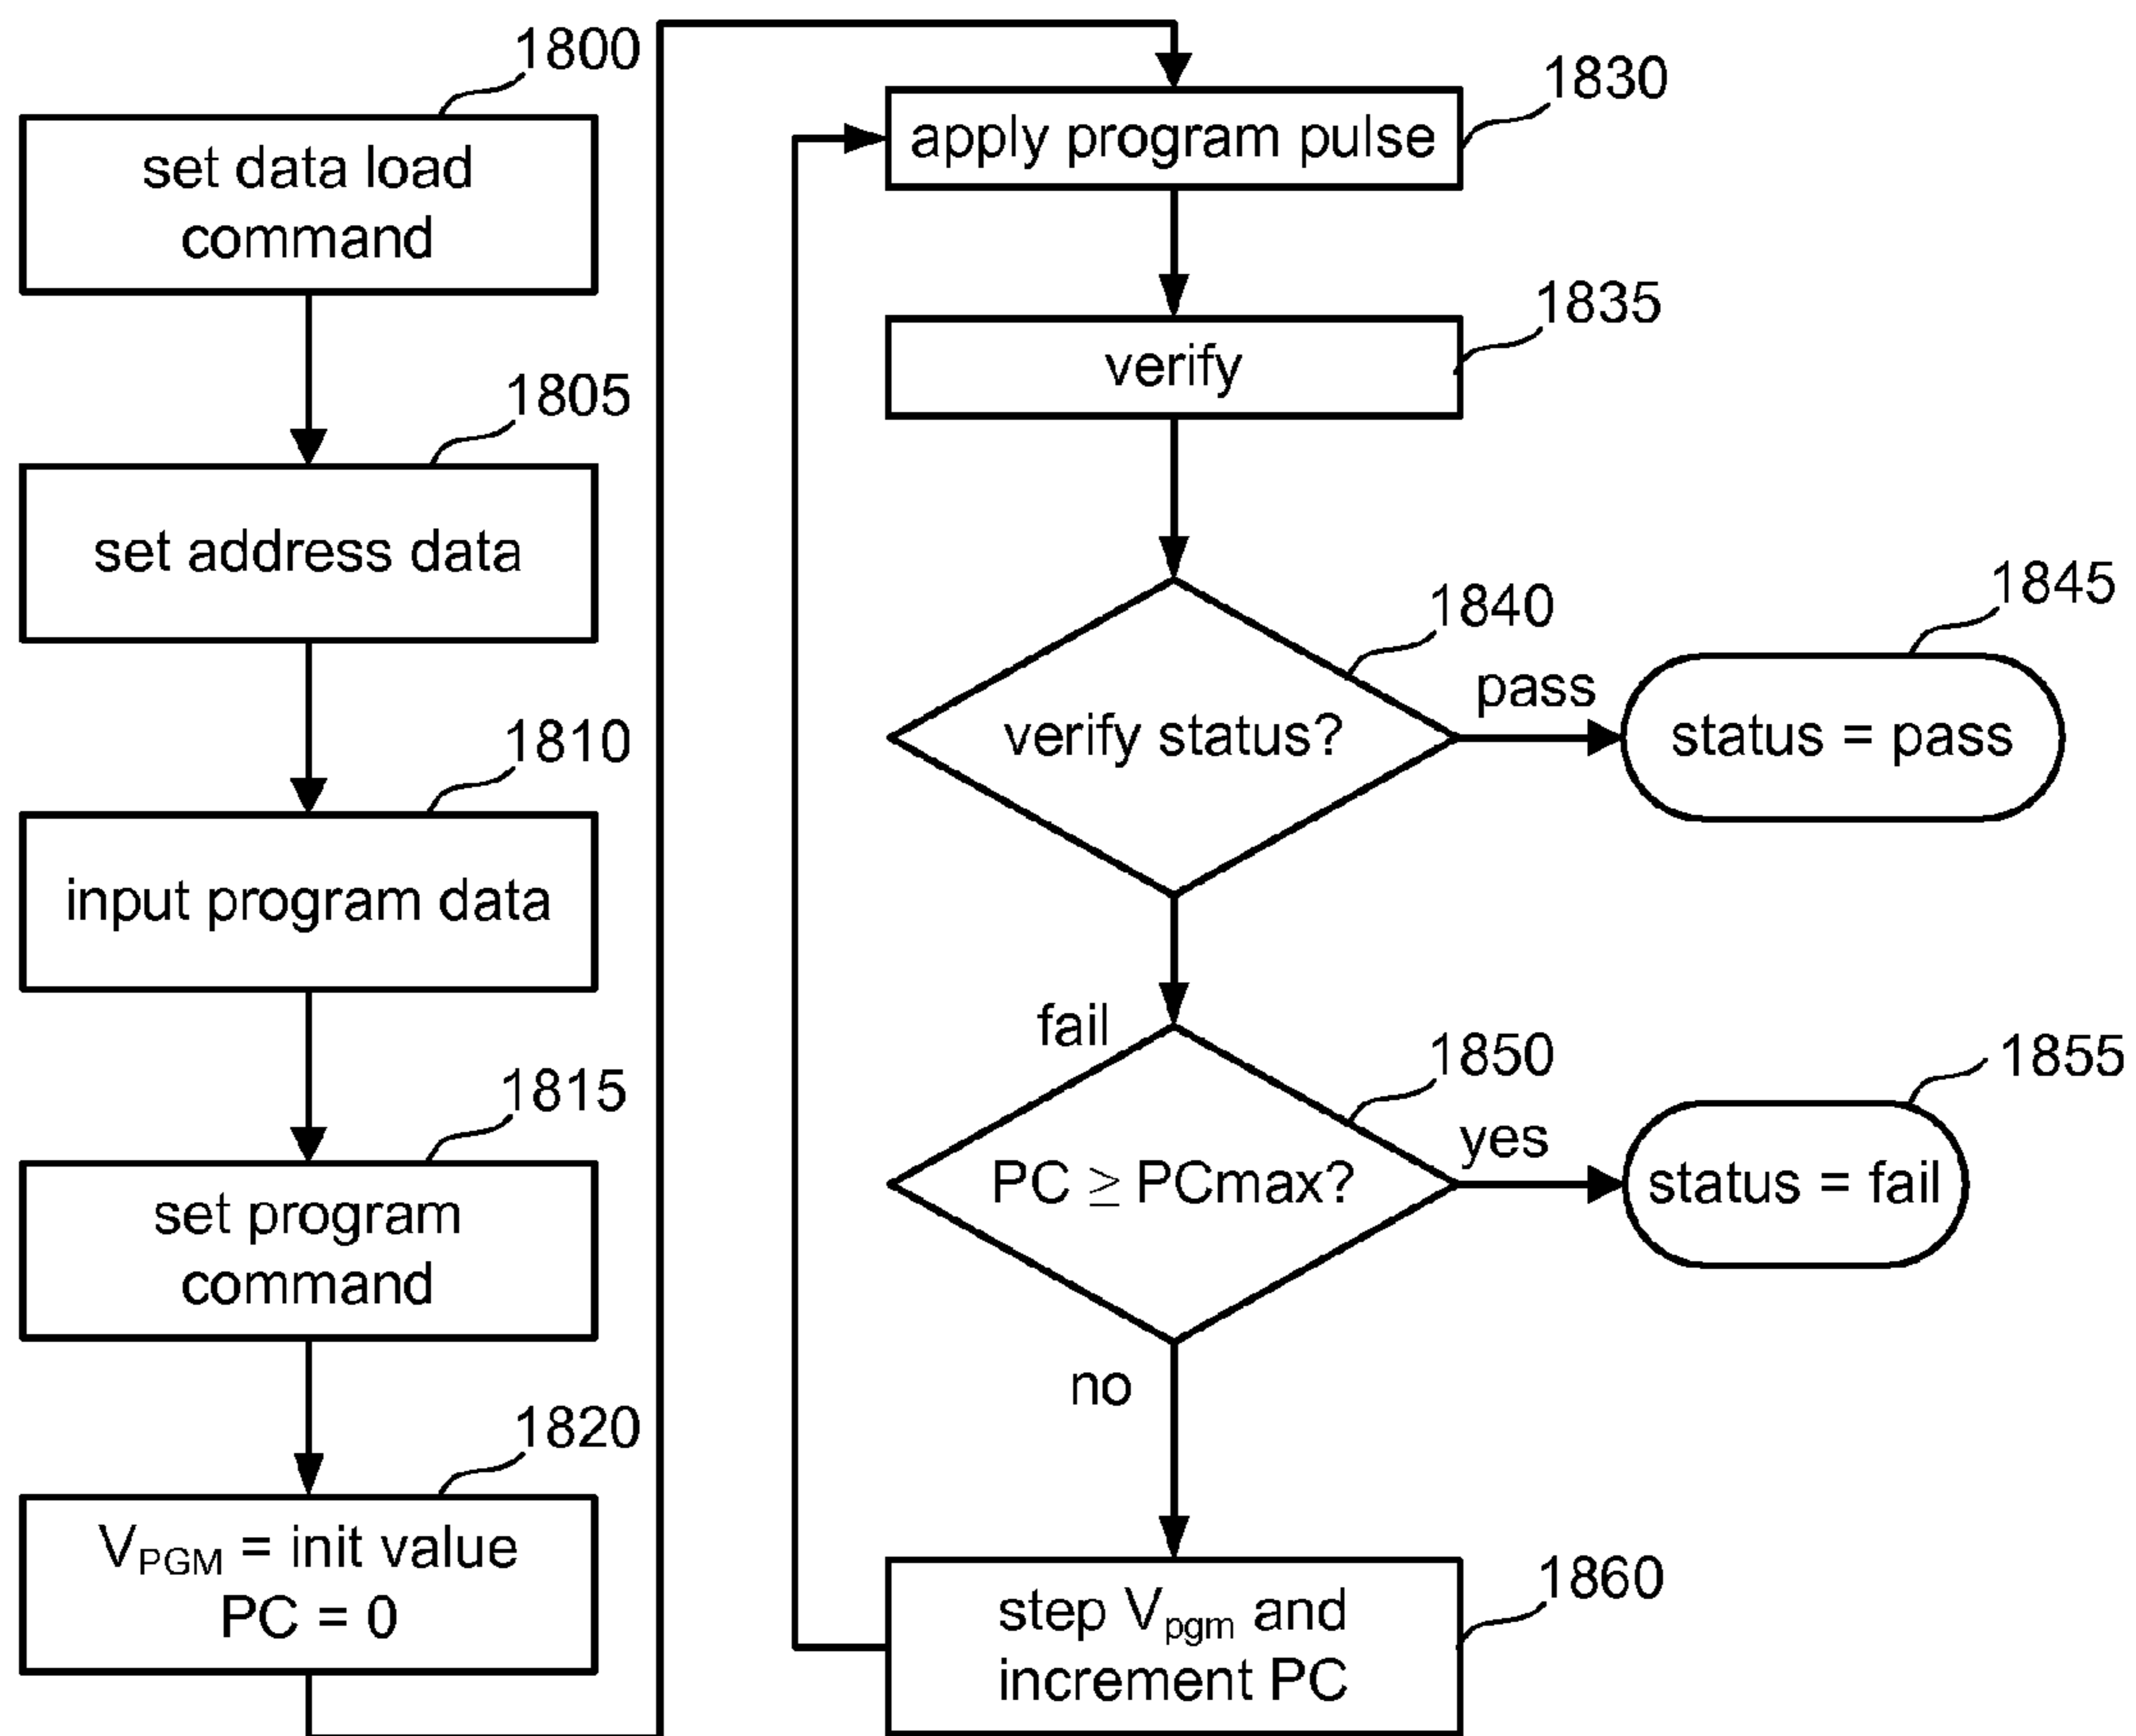 1800
set data load
command
1805
set address data
1810
input program data
1815
set program
command
1820
VPGM = init value
PC = 0
1830
apply program pulse
1835
verify
1840
verify status?
pass
1845
status = pass
fail
1850
PC ≥ PCmax?
yes
1855
status = fail
no
1860
step Vpgm and
increment PC